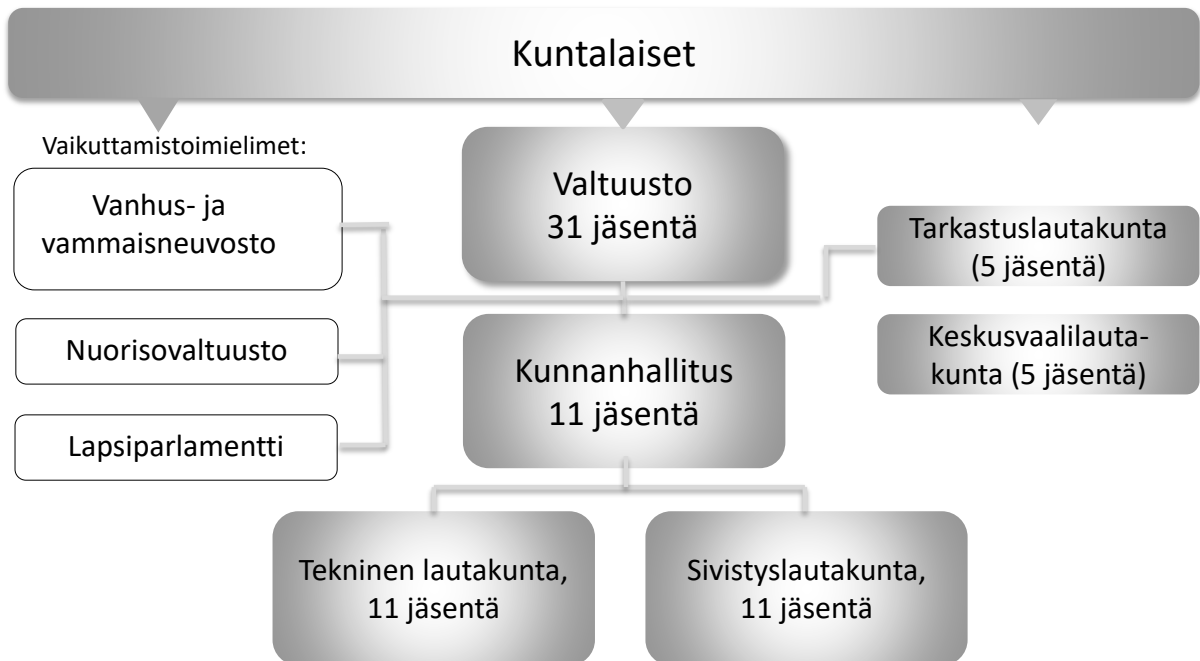 Kuntalaiset
Vaikuttamistoimielimet:
Vanhus- ja
vammaisneuvosto
Nuorisovaltuusto
Lapsiparlamentti
Valtuusto
31 jäsentä
Kunnanhallitus
11 jäsentä
Tarkastuslautakunta
(5 jäsentä)
Keskusvaalilauta-
kunta (5 jäsentä)
Tekninen lautakunta,
11 jäsentä
Sivistyslautakunta,
11 jäsentä